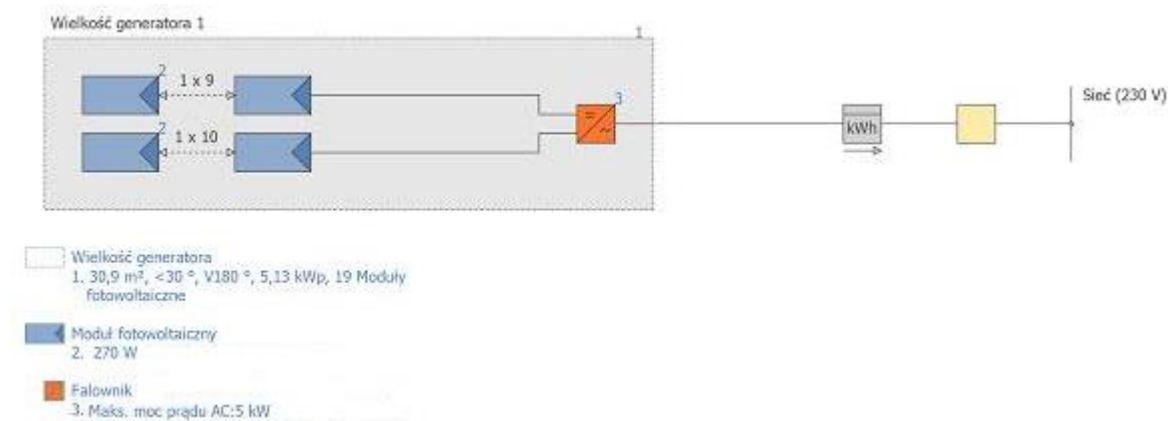 Wielkość generatora 1
1
2
1 x 9
3
Sieć (230 V)
2
1 x 10
=
~
kWh
Wielkość generatora
1. 30,9 m², <30 °, V180 °, 5,13 kWp, 19 Moduły
fotowoltaiczne
Moduł fotowoltaiczny
2. 270 W
Falownik
3. Maks. moc prądu AC:5 kW